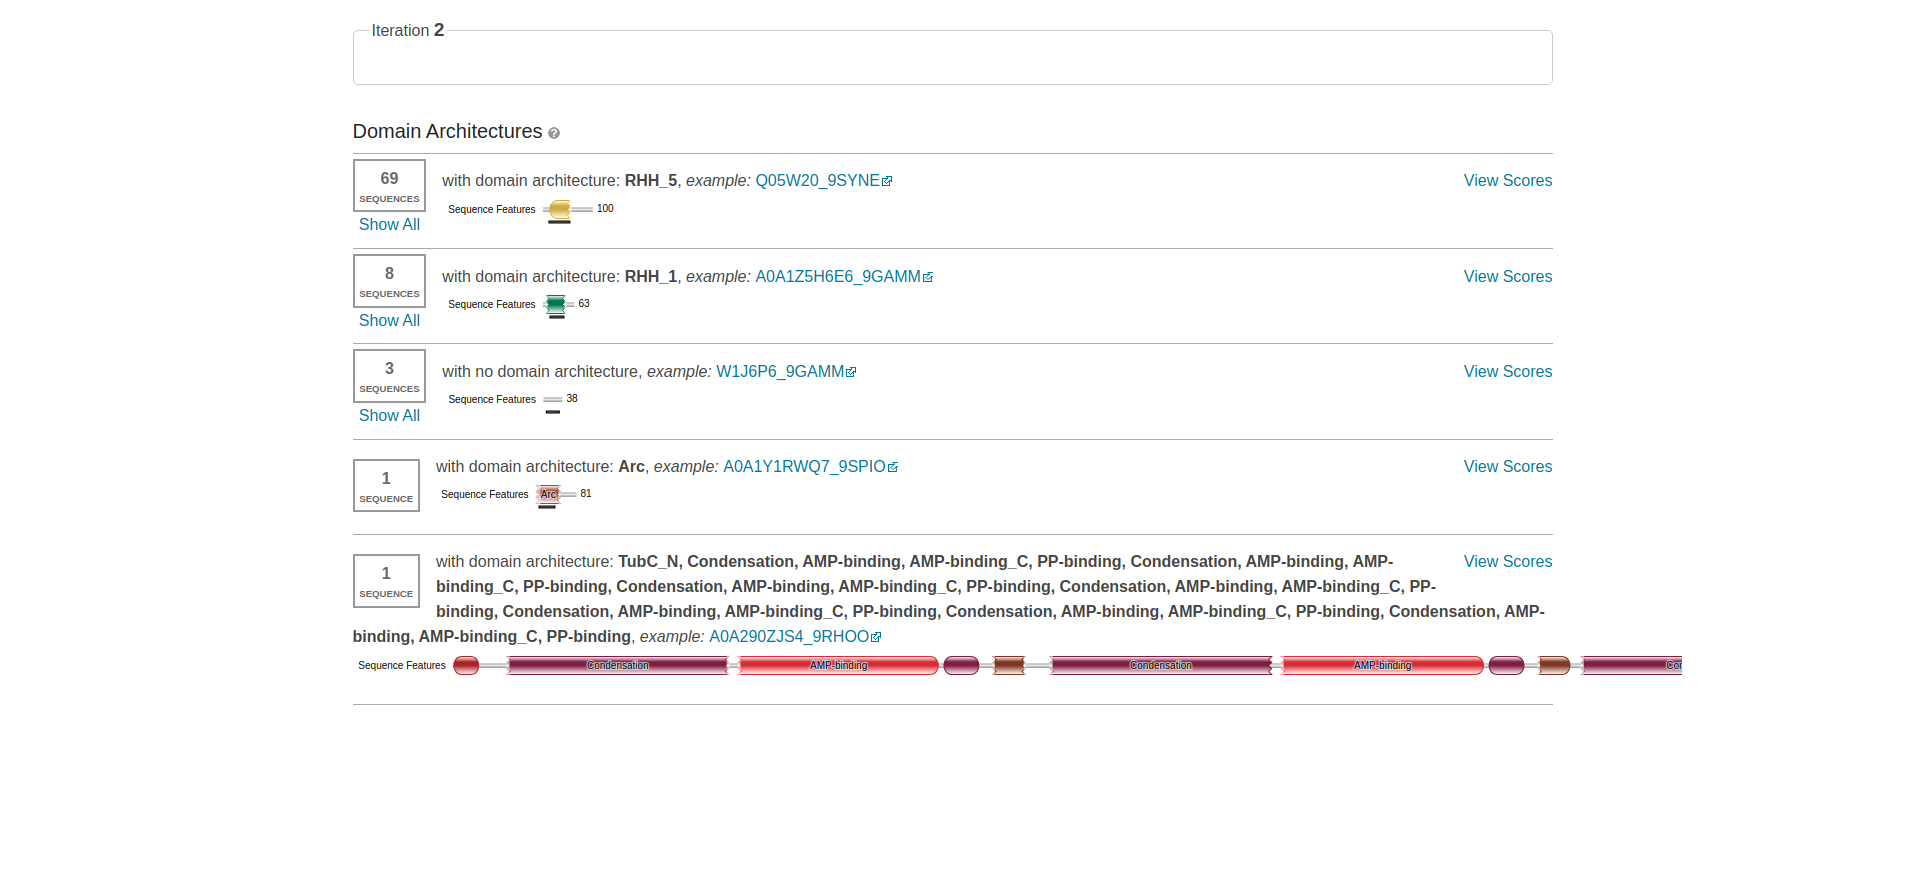 Iteration 2
Domain Architectures
69
SEQUENCES
Show All
with domain architecture: RHH_5, example: Q05W20_9SYNE
View Scores
Sequence Features
100
8
SEQUENCES
Show All
with domain architecture: RHH_1, example: A0A1Z5H6E6_9GAMM
View Scores
Sequence Features
63
3
SEQUENCES
Show All
with no domain architecture, example: W1J6P6_9GAMM
View Scores
Sequence Features
38
1
SEQUENCE
with domain architecture: Arc, example: A0A1Y1RWQ7_9SPIO
View Scores
Sequence Features
Arc
81
1
SEQUENCE
with domain architecture: TubC_N, Condensation, AMP-binding, AMP-binding_C, PP-binding, Condensation, AMP-binding, AMP-
View Scores
binding_C, PP-binding, Condensation, AMP-binding, AMP-binding_C, PP-binding, Condensation, AMP-binding, AMP-binding_C, PP-
binding, Condensation, AMP-binding, AMP-binding_C, PP-binding, Condensation, AMP-binding, AMP-binding_C, PP-binding, Condensation, AMP-
binding, AMP-binding_C, PP-binding, example: A0A290ZJS4_9RHOO
Sequence Features
Condensation
AMP-binding
Condensation
AMP-binding
Cor